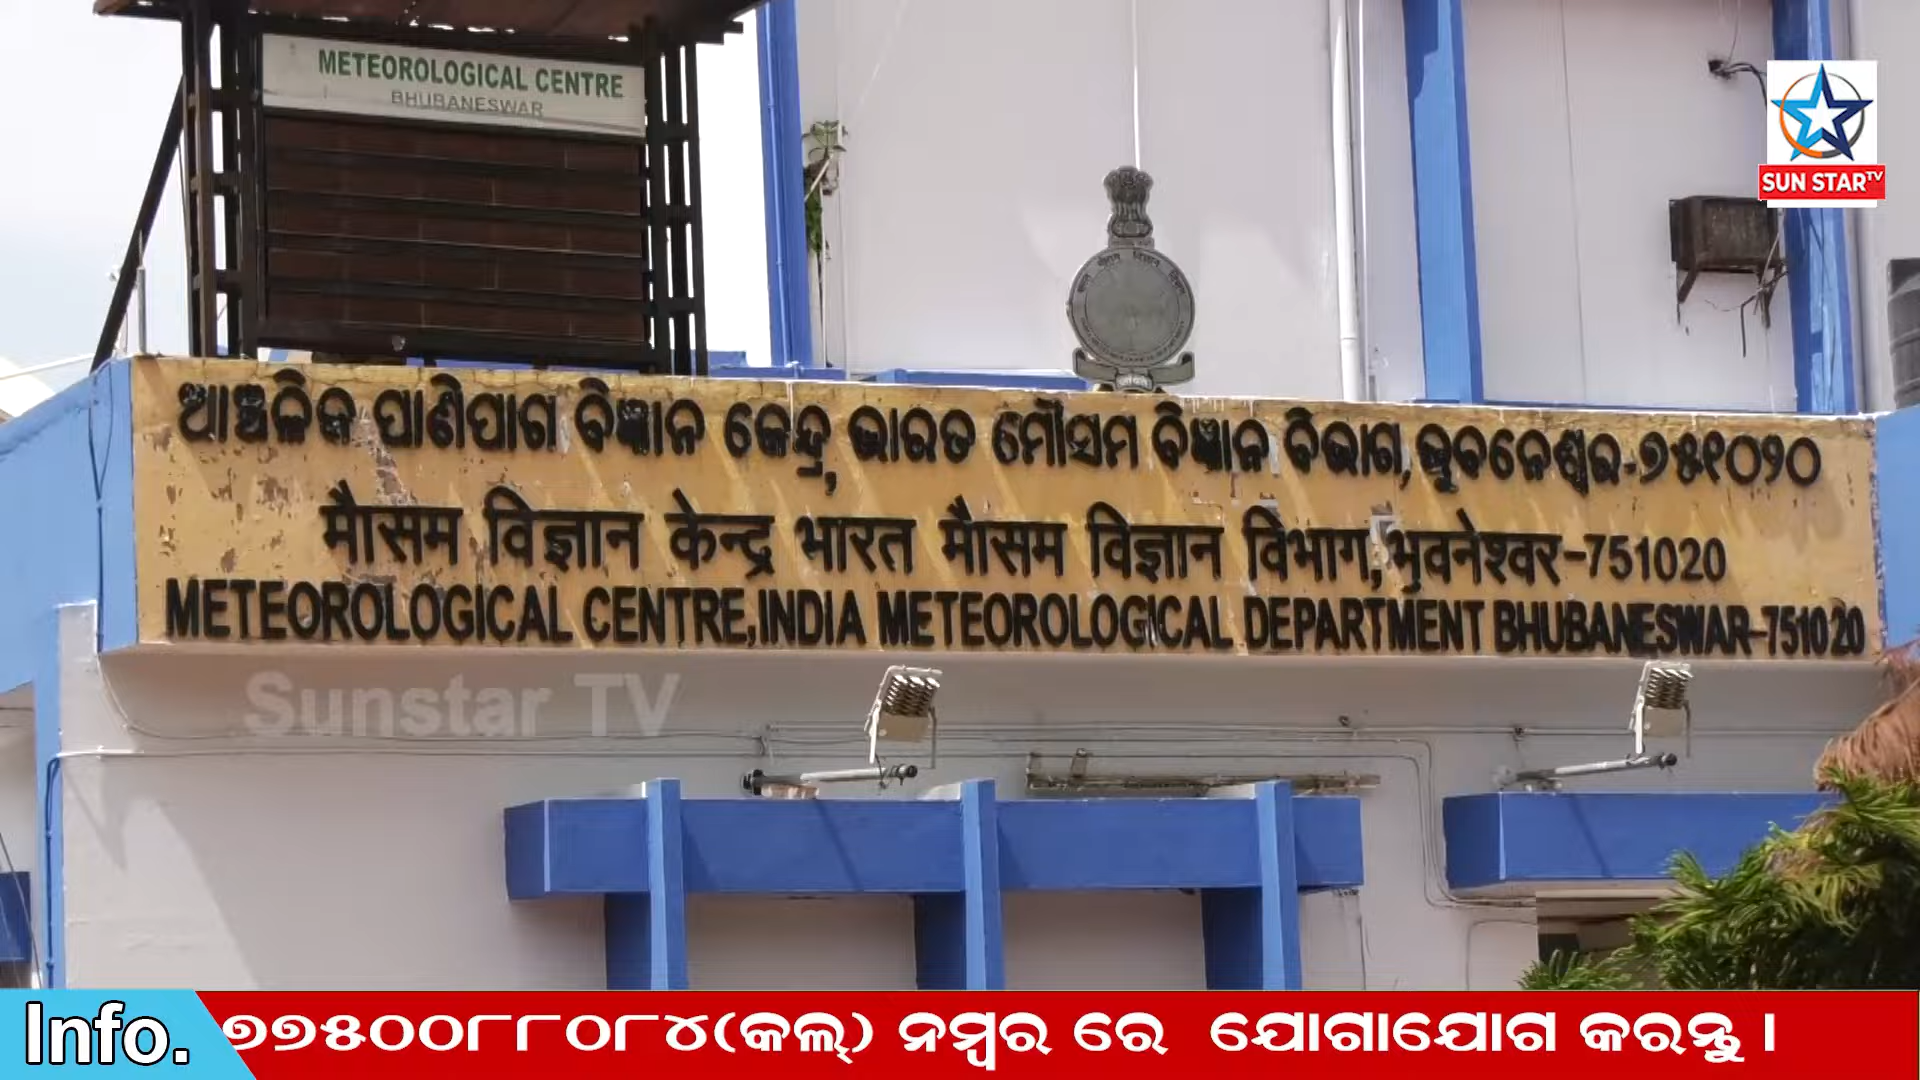 METEOROLOGICAL CENTRE
BHUBANESWAR
SUN STAR TV
ଆଞ୍ଚଳିକ ପାଣିପାଗ ବିଜ୍ଞାନ କେନ୍ଦ୍ର, ଭାରତ ମୌସମ ବିଜ୍ଞାନ ବିଭାଗ, ଭୁବନେଶ୍ୱର-୭୫୧୦୨୦
मौसम विज्ञान केन्द्र भारत मौसम विज्ञान विभाग, भुवनेश्वर-751020
METEOROLOGICAL CENTRE, INDIA METEOROLOGICAL DEPARTMENT BHUBANESWAR-751020
Sunstar TV
Info. ୭୭୫୦୦୮୮୦୮୪(କଲ୍) ନମ୍ବର ରେ ଯୋଗାଯୋଗ କରନ୍ତୁ ।